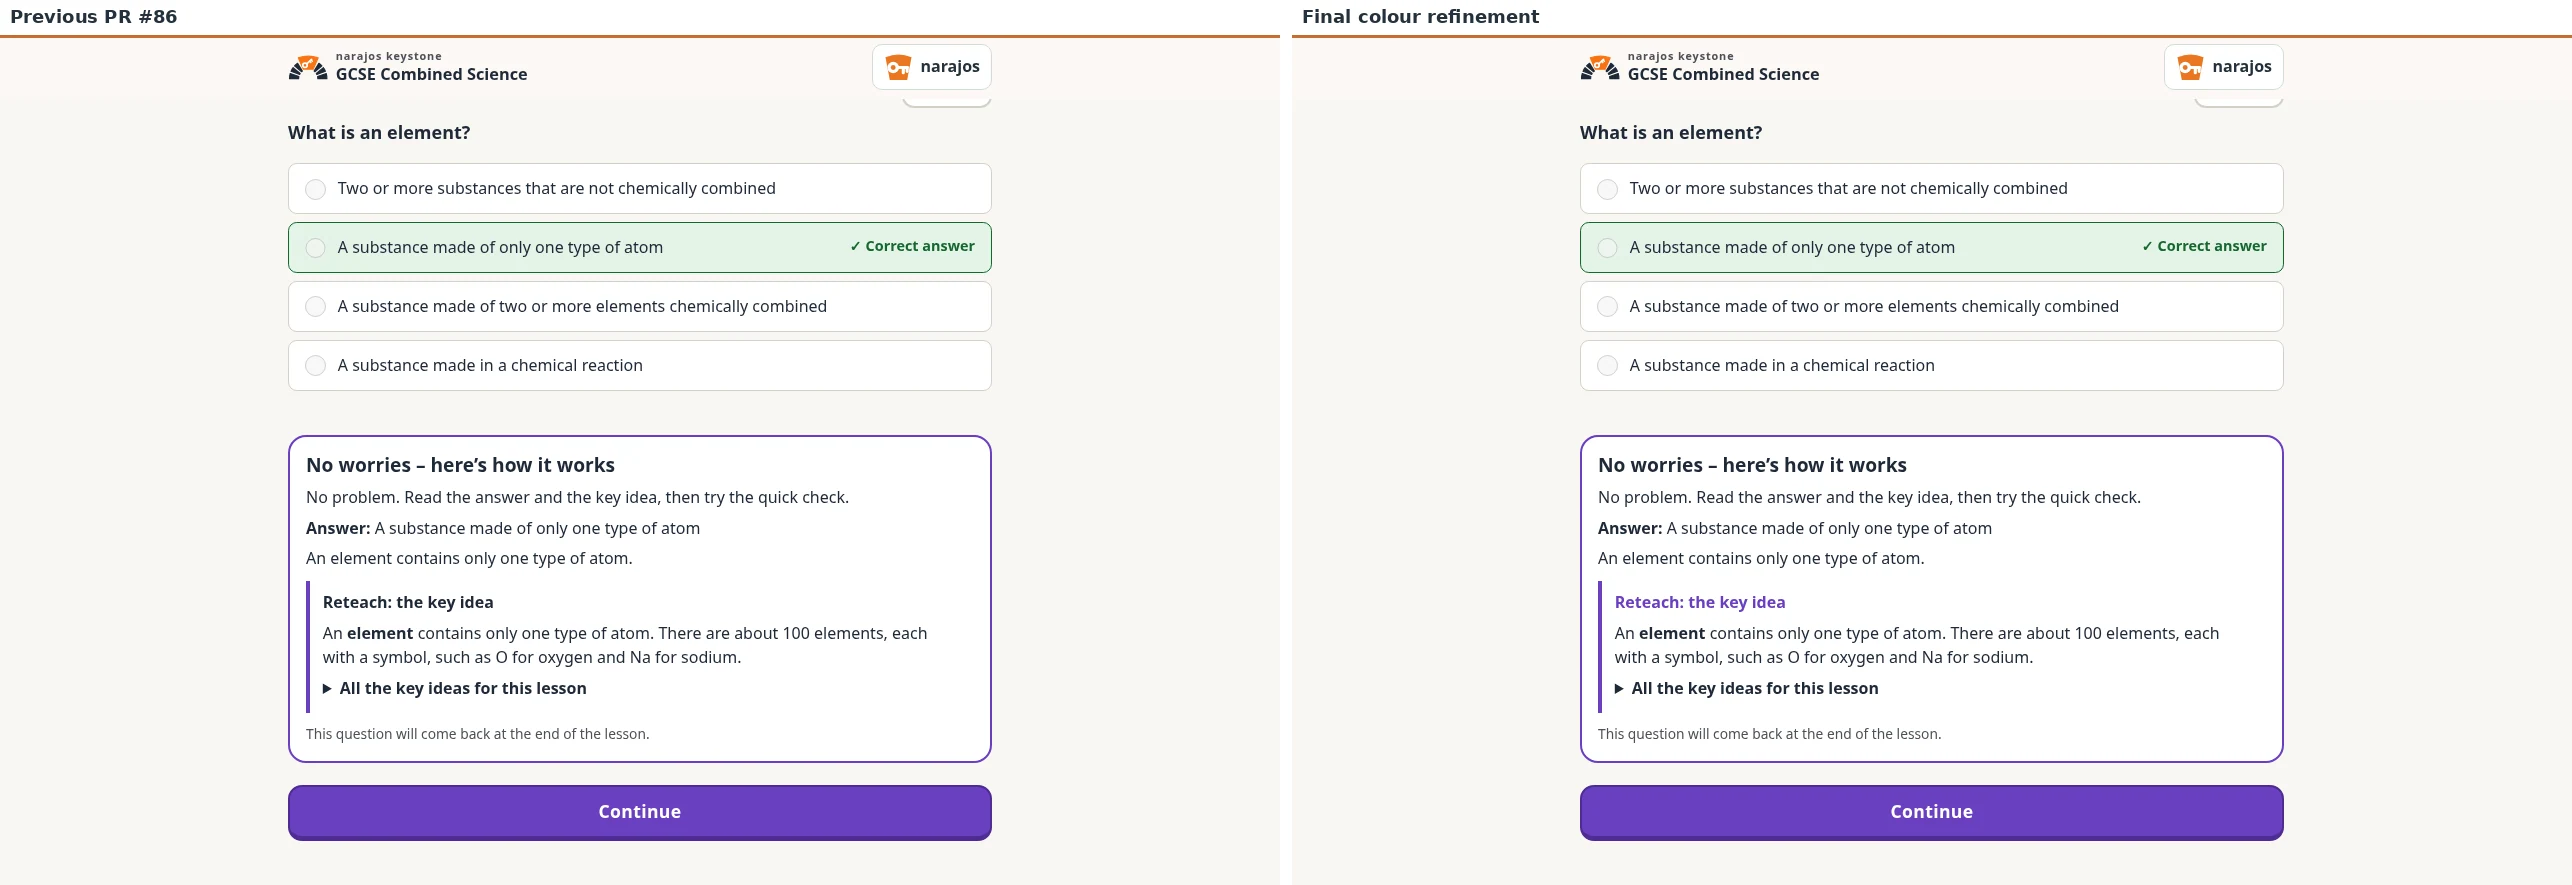 Previous PR #86
narajos keystone
GCSE Combined Science
narajos
What is an element?
Two or more substances that are not chemically combined
A substance made of only one type of atom
✓ Correct answer
A substance made of two or more elements chemically combined
A substance made in a chemical reaction
No worries – here’s how it works
No problem. Read the answer and the key idea, then try the quick check.
Answer: A substance made of only one type of atom
An element contains only one type of atom.
Reteach: the key idea
An element contains only one type of atom. There are about 100 elements, each
with a symbol, such as O for oxygen and Na for sodium.
▶ All the key ideas for this lesson
This question will come back at the end of the lesson.
Continue
Final colour refinement
narajos keystone
GCSE Combined Science
narajos
What is an element?
Two or more substances that are not chemically combined
A substance made of only one type of atom
✓ Correct answer
A substance made of two or more elements chemically combined
A substance made in a chemical reaction
No worries – here’s how it works
No problem. Read the answer and the key idea, then try the quick check.
Answer: A substance made of only one type of atom
An element contains only one type of atom.
Reteach: the key idea
An element contains only one type of atom. There are about 100 elements, each
with a symbol, such as O for oxygen and Na for sodium.
▶ All the key ideas for this lesson
This question will come back at the end of the lesson.
Continue